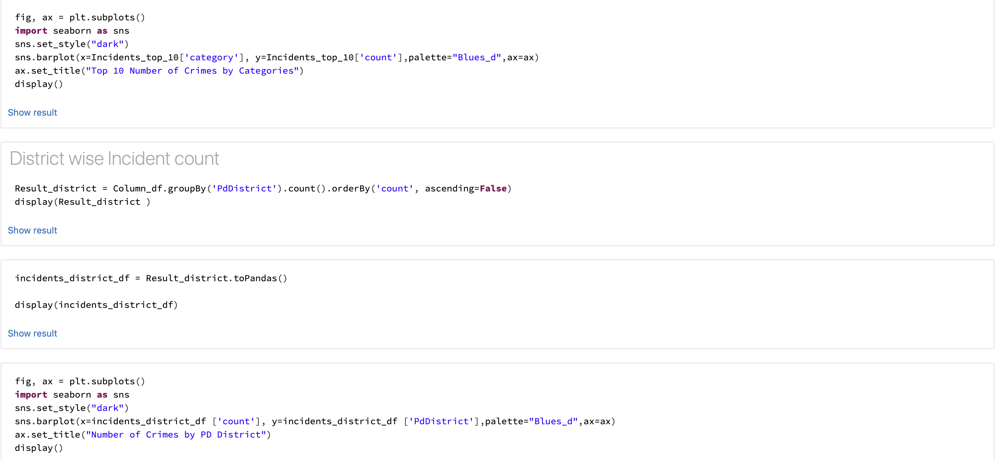 fig, ax = plt.subplots()
import seaborn as sns
sns.set_style("dark")
sns.barplot(x=Incidents_top_10['category'], y=Incidents_top_10['count'],palette="Blues_d",ax=ax)
ax.set_title("Top 10 Number of Crimes by Categories")
display()
Show result
District wise Incident count
Result_district = Column_df.groupBy('PdDistrict').count().orderBy('count', ascending=False)
display(Result_district )
Show result
incidents_district_df = Result_district.toPandas()
display(incidents_district_df)
Show result
fig, ax = plt.subplots()
import seaborn as sns
sns.set_style("dark")
sns.barplot(x=incidents_district_df ['count'], y=incidents_district_df ['PdDistrict'],palette="Blues_d",ax=ax)
ax.set_title("Number of Crimes by PD District")
display()